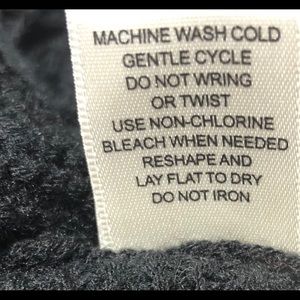 MACHINE WASH COLD
GENTLE CYCLE
DO NOT WRING
OR TWIST
USE NON-CHLORINE
BLEACH WHEN NEEDED
RESHAPE AND
LAY FLAT TO DRY
DO NOT IRON